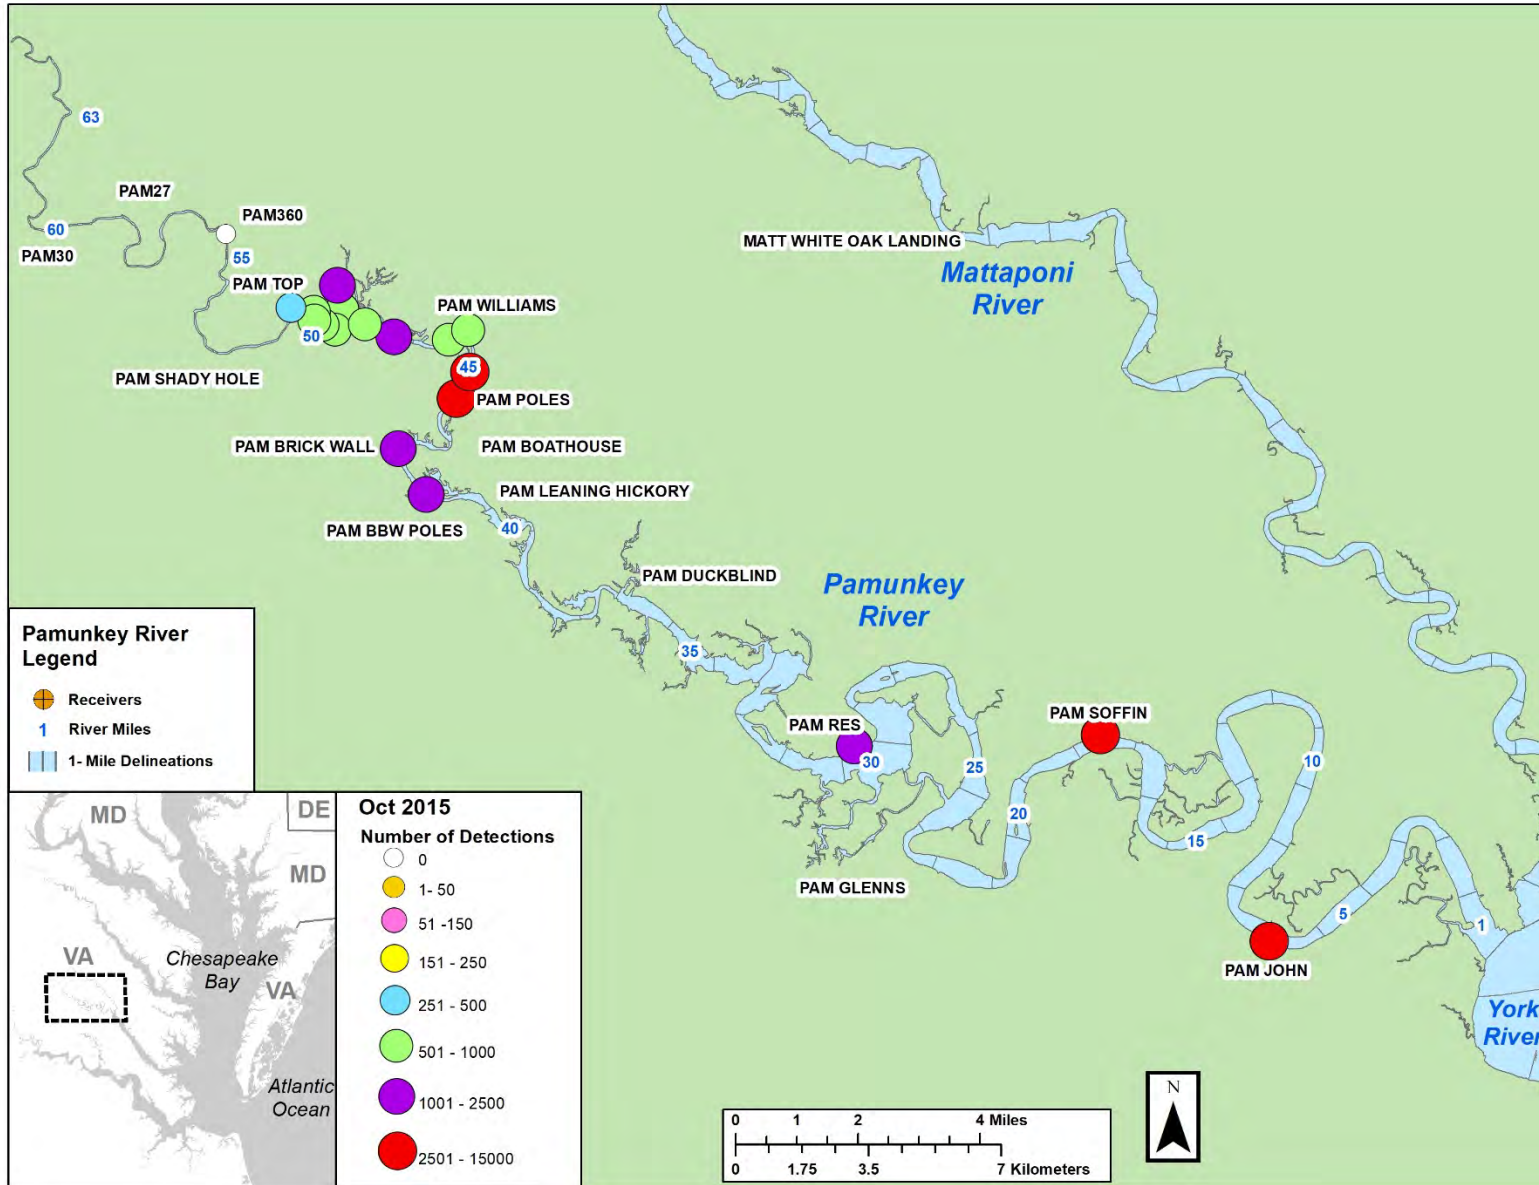 63
PAM27
PAM360
60
PAM30
55
PAM TOP
50
PAM WILLIAMS
PAM SHADY HOLE
45
PAM POLES
PAM BRICK WALL
PAM BOATHOUSE
PAM LEANING HICKORY
PAM BBW POLES
40
PAM DUCKBLIND
MATT WHITE OAK LANDING
Mattaponi
River
Pamunkey
River
35
PAM RES
30
25
PAM SOFFIN
20
PAM GLENNS
15
10
5
1
PAM JOHN
York
River
Pamunkey River
Legend
Receivers
1 River Miles
1- Mile Delineations
MD
DE
MD
VA
Chesapeake
Bay
VA
Atlantic
Ocean
Oct 2015
Number of Detections
0
1- 50
51 -150
151 - 250
251 - 500
501 - 1000
1001 - 2500
2501 - 15000
0 1 2 4 Miles
0 1.75 3.5 7 Kilometers
N